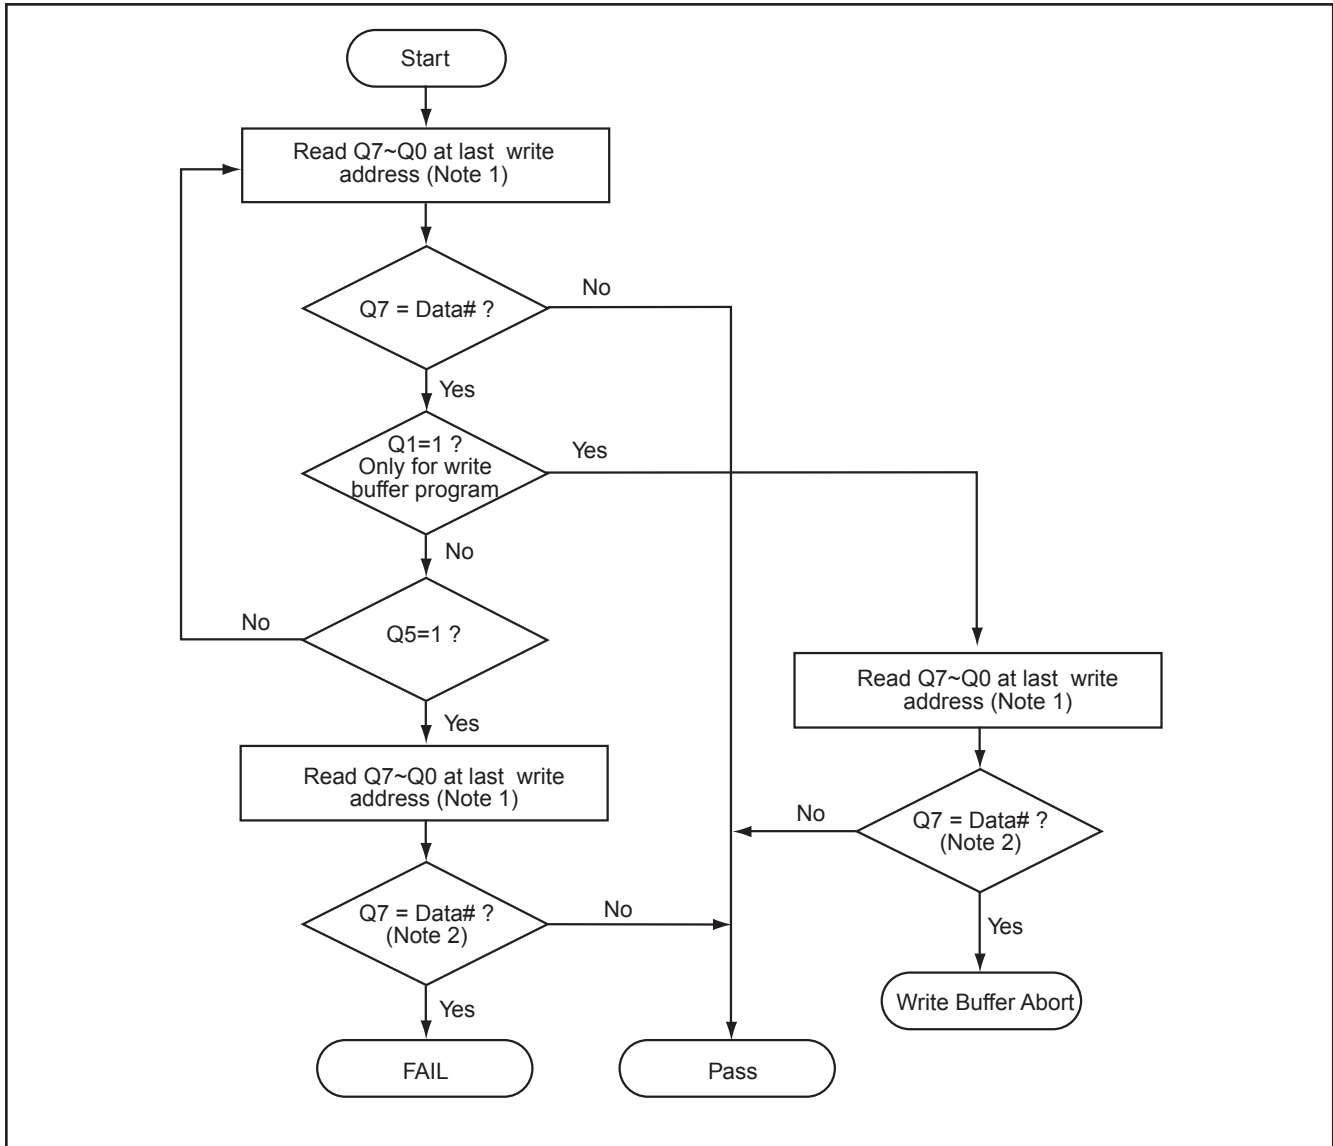 Start
Read Q7~Q0 at last write
address (Note 1)
Q7 = Data# ?
No
Yes
Q1=1 ?
Only for write
buffer program
Yes
No
Q5=1 ?
No
Yes
Read Q7~Q0 at last write
address (Note 1)
Read Q7~Q0 at last write
address (Note 1)
Q7 = Data# ?
(Note 2)
No
Yes
Q7 = Data# ?
(Note 2)
No
Yes
Write Buffer Abort
FAIL
Pass